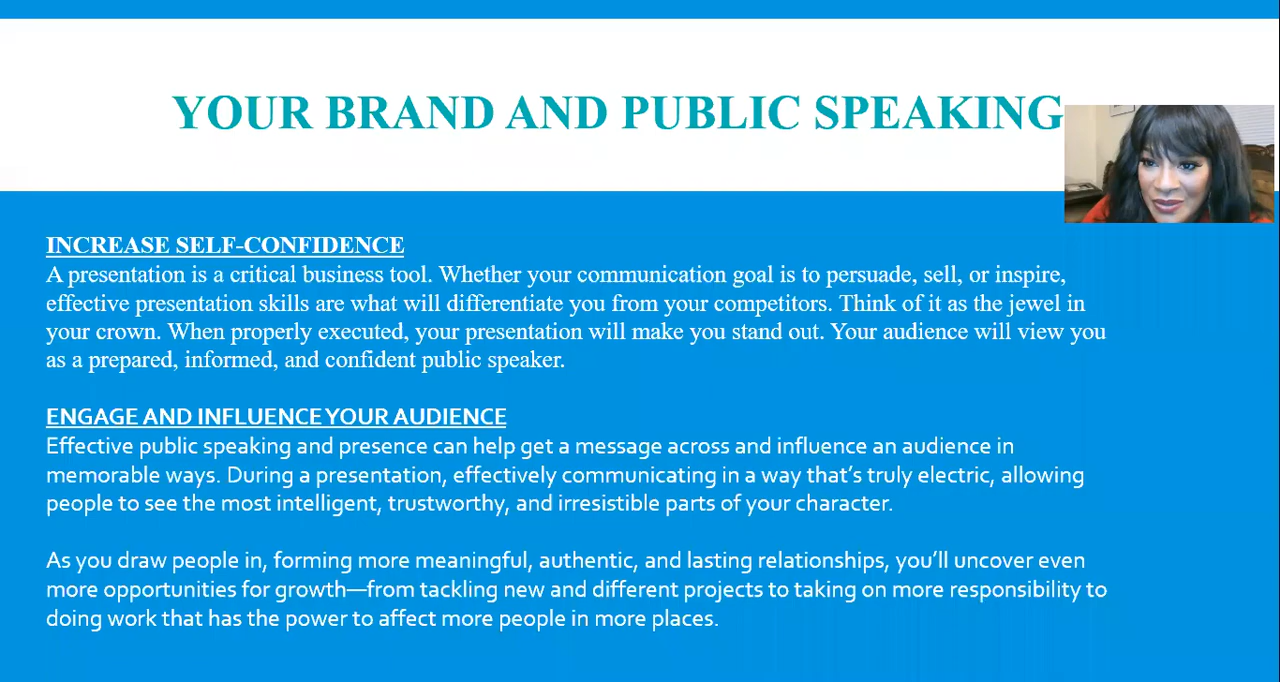 YOUR BRAND AND PUBLIC SPEAKING
INCREASE SELF-CONFIDENCE
A presentation is a critical business tool. Whether your communication goal is to persuade, sell, or inspire,
effective presentation skills are what will differentiate you from your competitors. Think of it as the jewel in
your crown. When properly executed, your presentation will make you stand out. Your audience will view you
as a prepared, informed, and confident public speaker.
ENGAGE AND INFLUENCE YOUR AUDIENCE
Effective public speaking and presence can help get a message across and influence an audience in
memorable ways. During a presentation, effectively communicating in a way that’s truly electric, allowing
people to see the most intelligent, trustworthy, and irresistible parts of your character.
As you draw people in, forming more meaningful, authentic, and lasting relationships, you’ll uncover even
more opportunities for growth—from tackling new and different projects to taking on more responsibility to
doing work that has the power to affect more people in more places.